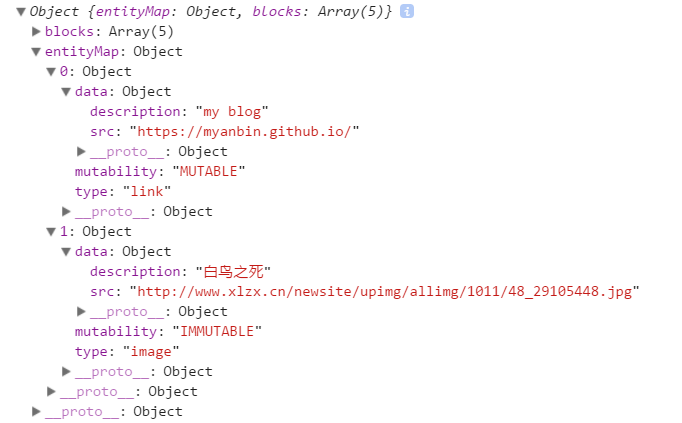 ▼Object {entityMap: Object, blocks: Array(5)} i
▶blocks: Array(5)
▼entityMap: Object
▼0: Object
▼data: Object
description: "my blog"
src: "https://myanbin.github.io/"
▶__proto__: Object
mutability: "MUTABLE"
type: "link"
▶__proto__: Object
▼1: Object
▼data: Object
description: "白鸟之死"
src: "http://www.xlzx.cn/newsite/upimg/allimg/1011/48_29105448.jpg"
▶__proto__: Object
mutability: "IMMUTABLE"
type: "image"
▶__proto__: Object
▶__proto__: Object
▶__proto__: Object